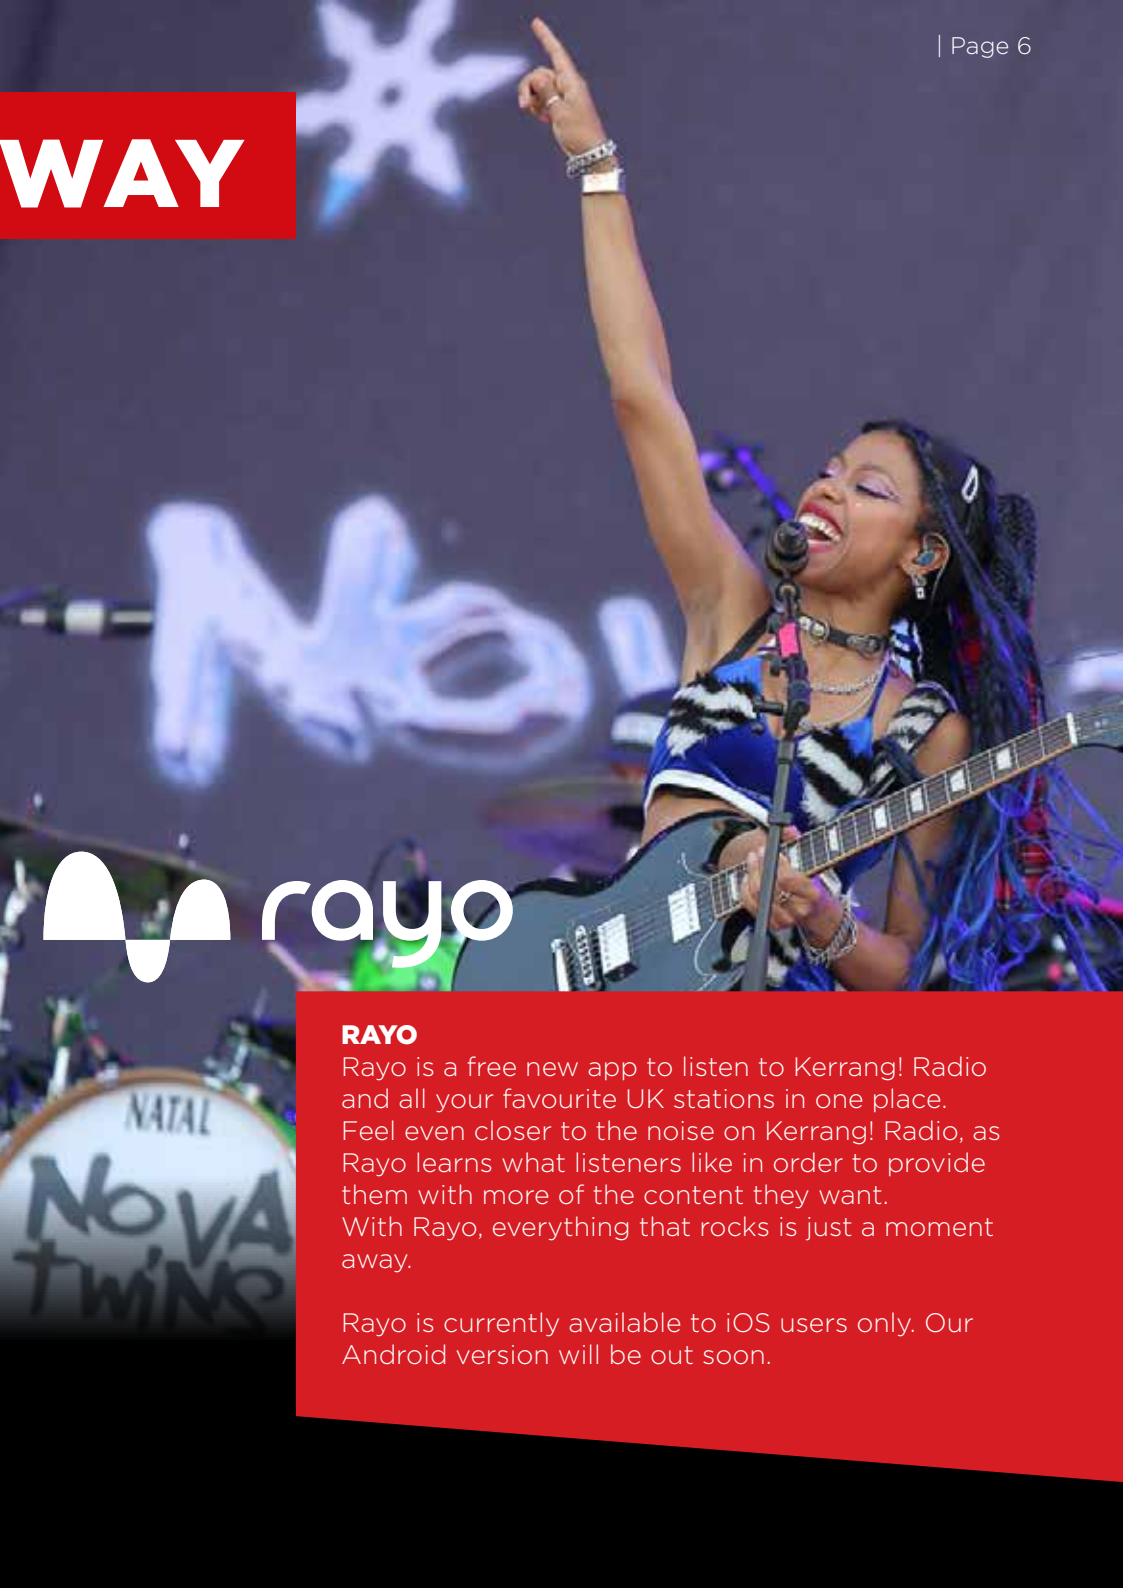 | Page 6
WAY
No
rayo
NATAL
NOVA
TWINS
RAYO
Rayo is a free new app to listen to Kerrang! Radio
and all your favourite UK stations in one place.
Feel even closer to the noise on Kerrang! Radio, as
Rayo learns what listeners like in order to provide
them with more of the content they want.
With Rayo, everything that rocks is just a moment
away.
Rayo is currently available to iOS users only. Our
Android version will be out soon.